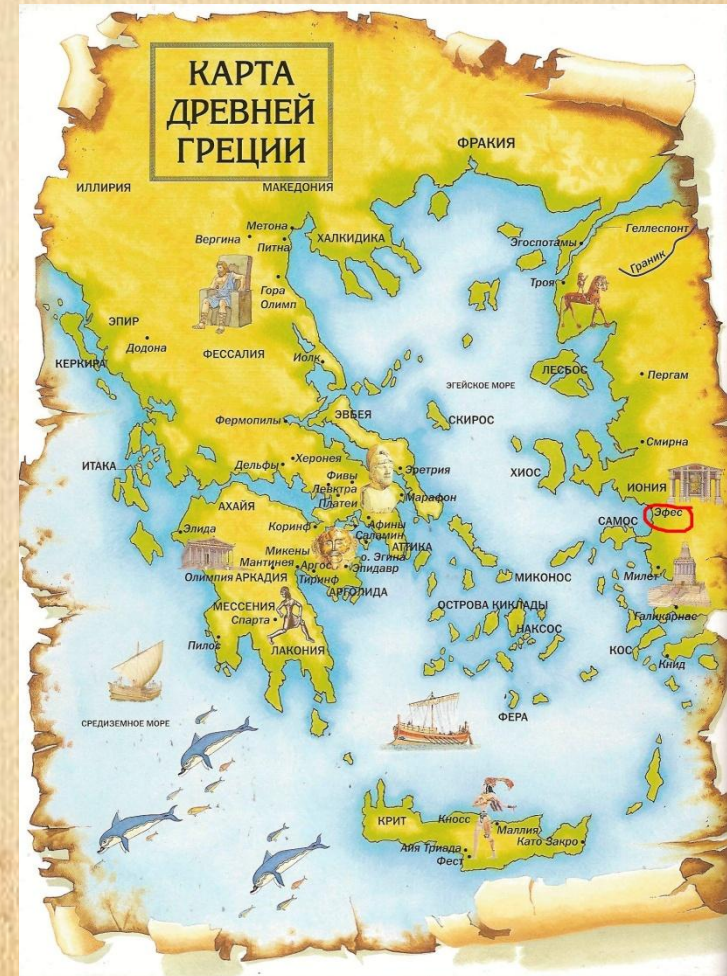 КАРТА
ДРЕВНЕЙ
ГРЕЦИИ
ФРАКИЯ
ИЛЛИРИЯ
МАКЕДОНИЯ
Метона
Вергина
Питна
ХАЛКИДИКА
Эгоспотамы
Геллеспонт
Граник
Троя
Гора
Олимп
ЭПИР
Додона
КЕРКИРА
ФЕССАЛИЯ
Иолк
ЛЕСБОС
Пергам
ЭГЕЙСКОЕ МОРЕ
Фермопилы
ЭВБЕЯ
СКИРОС
Смирна
ИТАКА
Дельфы
Херонея
Фивы
Левктра
Платеи
Эретрия
Марафон
ХИОС
ИОНИЯ
Эфес
САМОС
АХАЙЯ
Элида
Коринф
Афины
Саламин
АТТИКА
Микены
Мантинея
Аргос
о. Эгина
Эпидавр
Олимпия
АРКАДИЯ
Тиринф
АРГОЛИДА
МИКОНОС
Милет
МЕССЕНИЯ
Спарта
ОСТРОВА КИКЛАДЫ
НАКСОС
Галикарнас
Пилос
ЛАКОНИЯ
КОС
Книд
СРЕДИЗЕМНОЕ МОРЕ
ФЕРА
КРИТ
Кносс
Маллия
Като Закро
Айя Триада
Фест